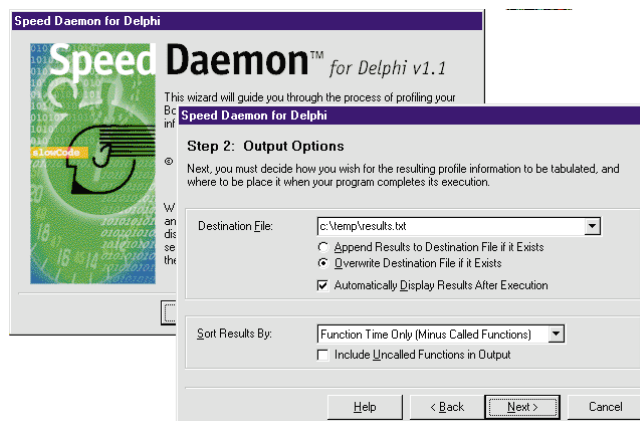 Speed Daemon for Delphi
Speed Daemon™ for Delphi v1.1
This wizard will guide you through the process of profiling your
slowCode
Speed Daemon for Delphi
Step 2: Output Options
Next, you must decide how you wish for the resulting profile information to be tabulated, and
where to be place it when your program completes its execution.
Destination File: c:\temp\results.txt
Append Results to Destination File if it Exists
Overwrite Destination File if it Exists
Automatically Display Results After Execution
Sort Results By: Function Time Only (Minus Called Functions)
Include Uncalled Functions in Output
Help < Back Next > Cancel